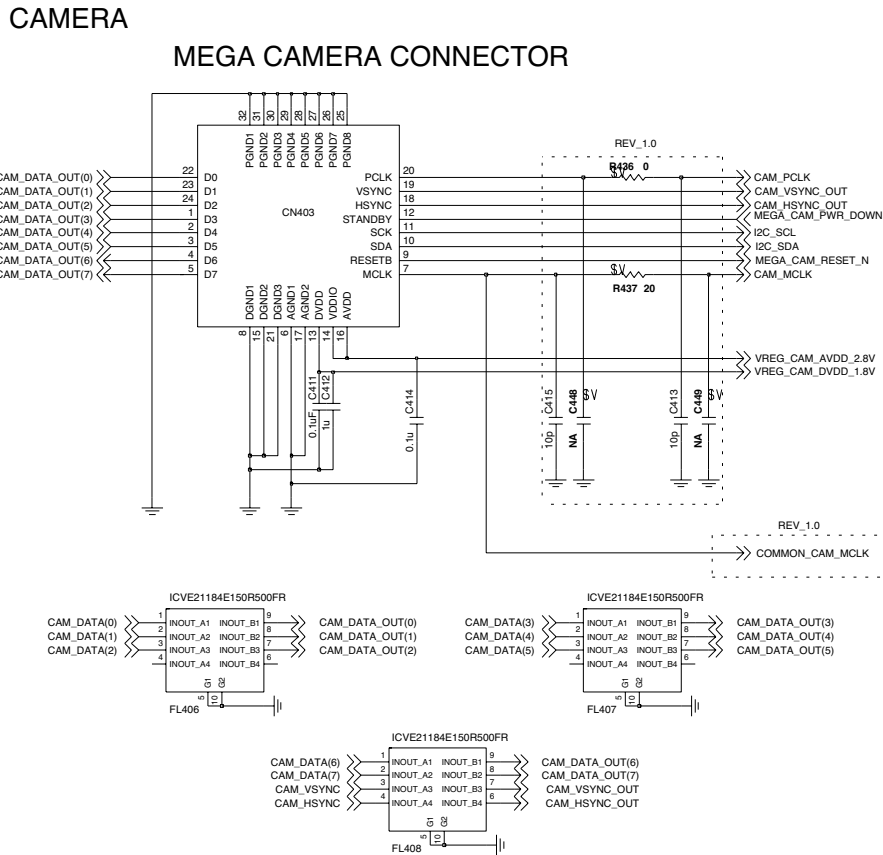 CAMERA
MEGA CAMERA CONNECTOR
32 31 30 29 28 27 26 25
PGND1 PGND2 PGND3 PGND4 PGND5 PGND6 PGND7 PGND8
REV_1.0
R436 0
$V
CAM_DATA_OUT(0) 22 D0 PCLK 20 CAM_PCLK
CAM_DATA_OUT(1) 23 D1 VSYNC 19 CAM_VSYNC_OUT
CAM_DATA_OUT(2) 24 D2 HSYNC 18 CAM_HSYNC_OUT
CN403
CAM_DATA_OUT(3) 1 D3 STANDBY 12 MEGA_CAM_PWR_DOWN
CAM_DATA_OUT(4) 2 D4 SCK 11 I2C_SCL
CAM_DATA_OUT(5) 3 D5 SDA 10 I2C_SDA
CAM_DATA_OUT(6) 4 D6 RESETB 9 MEGA_CAM_RESET_N
CAM_DATA_OUT(7) 5 D7 MCLK 7 $V CAM_MCLK
R437 20
DGND1 DGND2 DGND3 AGND1 AGND2 DVDD VDDIO AVDD
8 15 21 6 17 13 14 16
VREG_CAM_AVDD_2.8V
VREG_CAM_DVDD_1.8V
C411 0.1uF
C412 1u
C414 0.1u
C415 10p
C448 NA $V
C413 10p
C449 NA $V
REV_1.0
COMMON_CAM_MCLK
ICVE21184E150R500FR
CAM_DATA(0) 1 INOUT_A1 INOUT_B1 9 CAM_DATA_OUT(0)
CAM_DATA(1) 2 INOUT_A2 INOUT_B2 8 CAM_DATA_OUT(1)
CAM_DATA(2) 3 INOUT_A3 INOUT_B3 7 CAM_DATA_OUT(2)
4 INOUT_A4 INOUT_B4 6
G1 G2
5 10
FL406
ICVE21184E150R500FR
CAM_DATA(3) 1 INOUT_A1 INOUT_B1 9 CAM_DATA_OUT(3)
CAM_DATA(4) 2 INOUT_A2 INOUT_B2 8 CAM_DATA_OUT(4)
CAM_DATA(5) 3 INOUT_A3 INOUT_B3 7 CAM_DATA_OUT(5)
4 INOUT_A4 INOUT_B4 6
G1 G2
5 10
FL407
ICVE21184E150R500FR
CAM_DATA(6) 1 INOUT_A1 INOUT_B1 9 CAM_DATA_OUT(6)
CAM_DATA(7) 2 INOUT_A2 INOUT_B2 8 CAM_DATA_OUT(7)
CAM_VSYNC 3 INOUT_A3 INOUT_B3 7 CAM_VSYNC_OUT
CAM_HSYNC 4 INOUT_A4 INOUT_B4 6 CAM_HSYNC_OUT
G1 G2
5 10
FL408